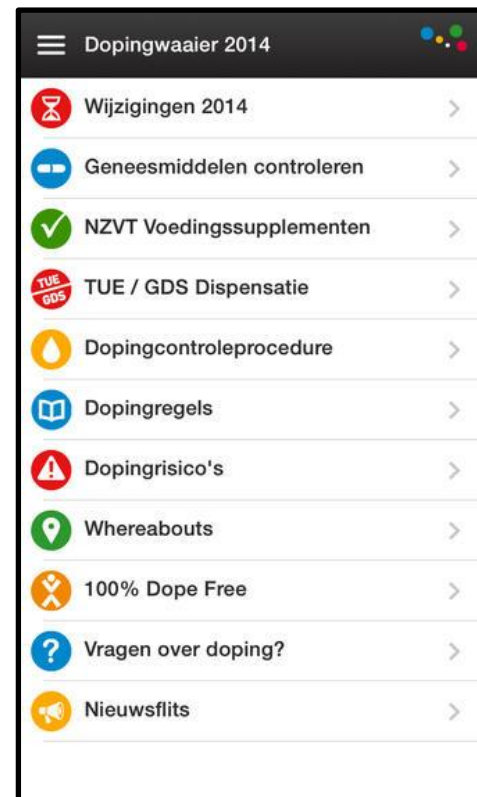 Dopingwaaier 2014
Wijzigingen 2014
Geneesmiddelen controleren
NZVT Voedingssupplementen
TUE
GDS
TUE / GDS Dispensatie
Dopingcontroleprocedure
Dopingregels
Dopingrisico's
Whereabouts
100% Dope Free
?
Vragen over doping?
Nieuwsflits